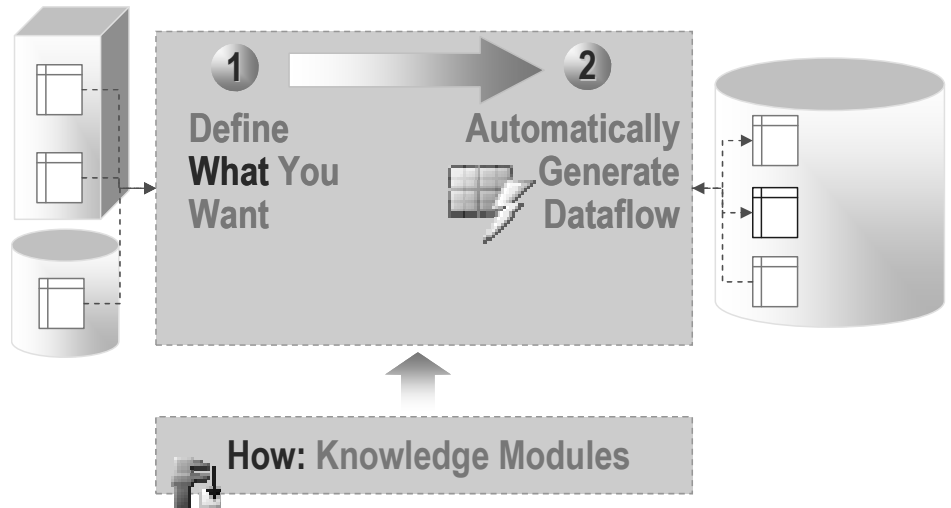 1
2
Define
What You
Want
Automatically
Generate
Dataflow
How: Knowledge Modules